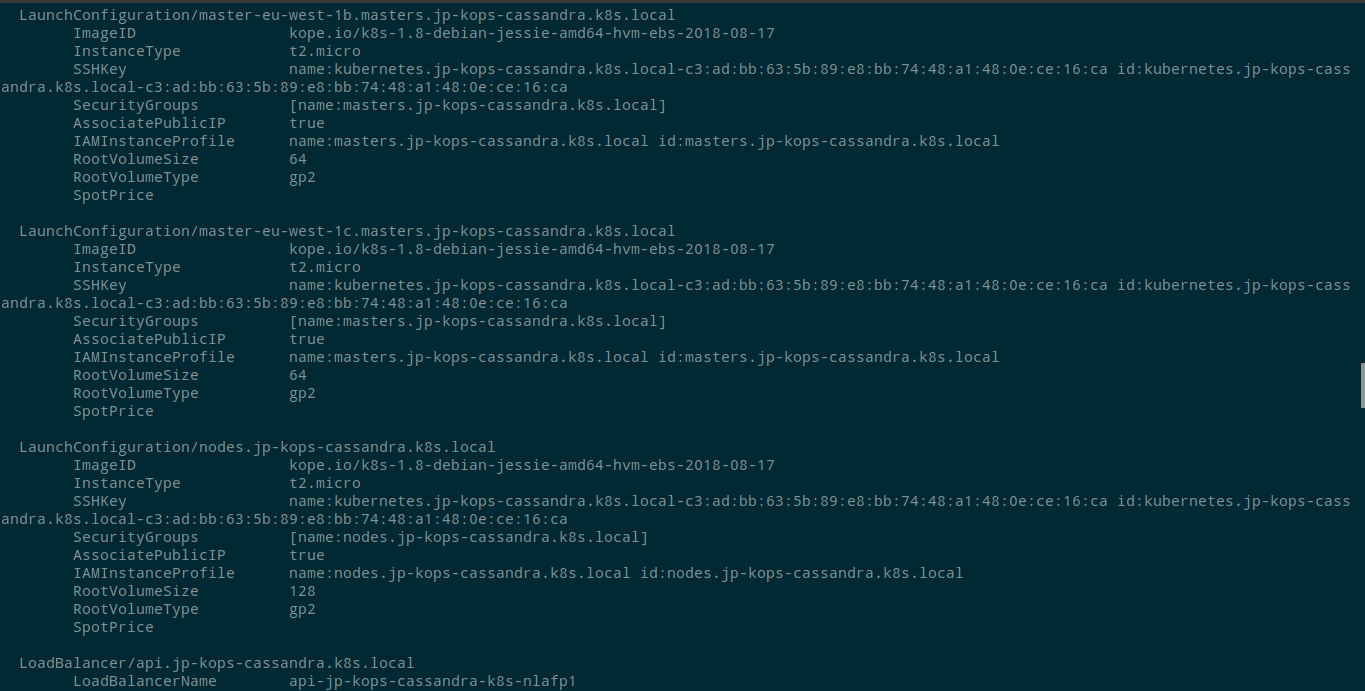 LaunchConfiguration/master-eu-west-1b.masters.jp-kops-cassandra.k8s.local
        ImageID                 kope.io/k8s-1.8-debian-jessie-amd64-hvm-ebs-2018-08-17
        InstanceType            t2.micro
        SSHKey                  name:kubernetes.jp-kops-cassandra.k8s.local-c3:ad:bb:63:5b:89:e8:bb:74:48:a1:48:0e:ce:16:ca id:kubernetes.jp-kops-cass
andra.k8s.local-c3:ad:bb:63:5b:89:e8:bb:74:48:a1:48:0e:ce:16:ca
        SecurityGroups          [name:masters.jp-kops-cassandra.k8s.local]
        AssociatePublicIP       true
        IAMInstanceProfile      name:masters.jp-kops-cassandra.k8s.local id:masters.jp-kops-cassandra.k8s.local
        RootVolumeSize          64
        RootVolumeType          gp2
        SpotPrice

  LaunchConfiguration/master-eu-west-1c.masters.jp-kops-cassandra.k8s.local
        ImageID                 kope.io/k8s-1.8-debian-jessie-amd64-hvm-ebs-2018-08-17
        InstanceType            t2.micro
        SSHKey                  name:kubernetes.jp-kops-cassandra.k8s.local-c3:ad:bb:63:5b:89:e8:bb:74:48:a1:48:0e:ce:16:ca id:kubernetes.jp-kops-cass
andra.k8s.local-c3:ad:bb:63:5b:89:e8:bb:74:48:a1:48:0e:ce:16:ca
        SecurityGroups          [name:masters.jp-kops-cassandra.k8s.local]
        AssociatePublicIP       true
        IAMInstanceProfile      name:masters.jp-kops-cassandra.k8s.local id:masters.jp-kops-cassandra.k8s.local
        RootVolumeSize          64
        RootVolumeType          gp2
        SpotPrice

  LaunchConfiguration/nodes.jp-kops-cassandra.k8s.local
        ImageID                 kope.io/k8s-1.8-debian-jessie-amd64-hvm-ebs-2018-08-17
        InstanceType            t2.micro
        SSHKey                  name:kubernetes.jp-kops-cassandra.k8s.local-c3:ad:bb:63:5b:89:e8:bb:74:48:a1:48:0e:ce:16:ca id:kubernetes.jp-kops-cass
andra.k8s.local-c3:ad:bb:63:5b:89:e8:bb:74:48:a1:48:0e:ce:16:ca
        SecurityGroups          [name:nodes.jp-kops-cassandra.k8s.local]
        AssociatePublicIP       true
        IAMInstanceProfile      name:nodes.jp-kops-cassandra.k8s.local id:nodes.jp-kops-cassandra.k8s.local
        RootVolumeSize          128
        RootVolumeType          gp2
        SpotPrice

  LoadBalancer/api.jp-kops-cassandra.k8s.local
        LoadBalancerName        api-jp-kops-cassandra-k8s-nlafp1